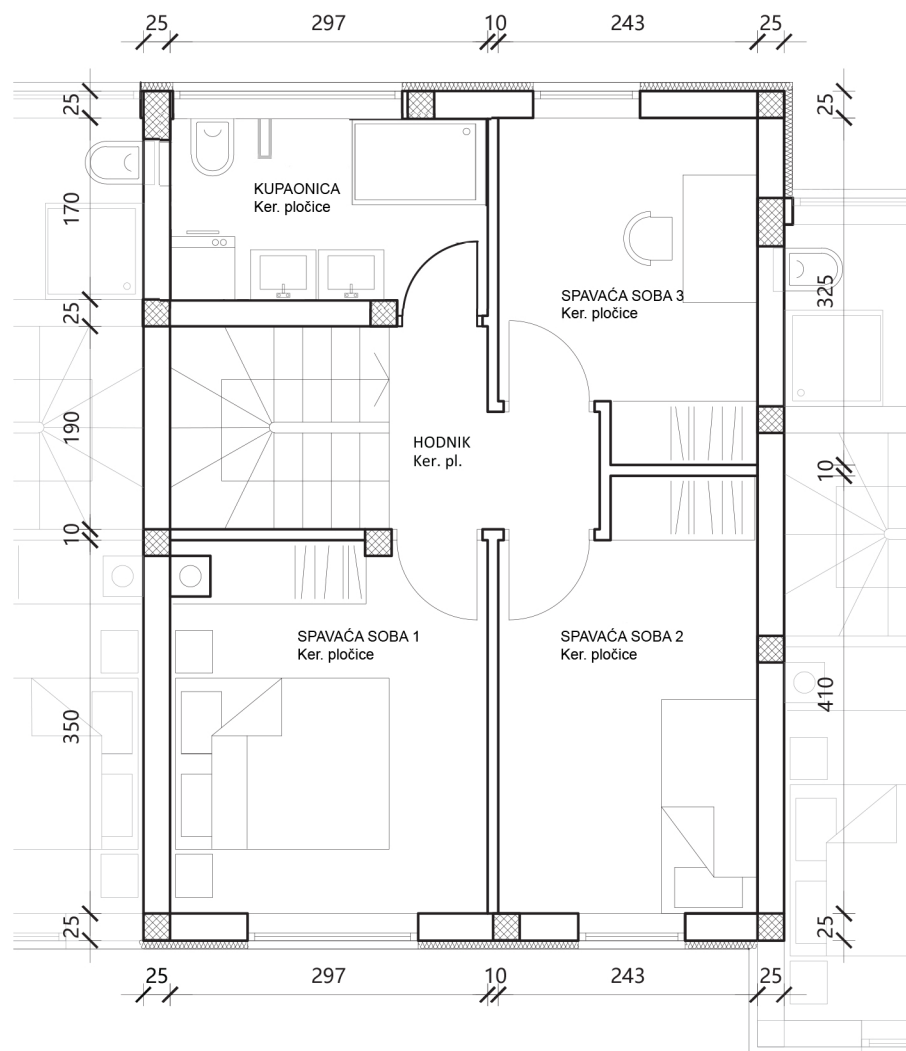 25 297 10 243 25
25
25
170
KUPAONICA
Ker. pločice
325
SPAVAĆA SOBA 3
Ker. pločice
25
190
HODNIK
Ker. pl.
10
10
SPAVAĆA SOBA 1
Ker. pločice
SPAVAĆA SOBA 2
Ker. pločice
350
410
25
25
25 297 10 243 25